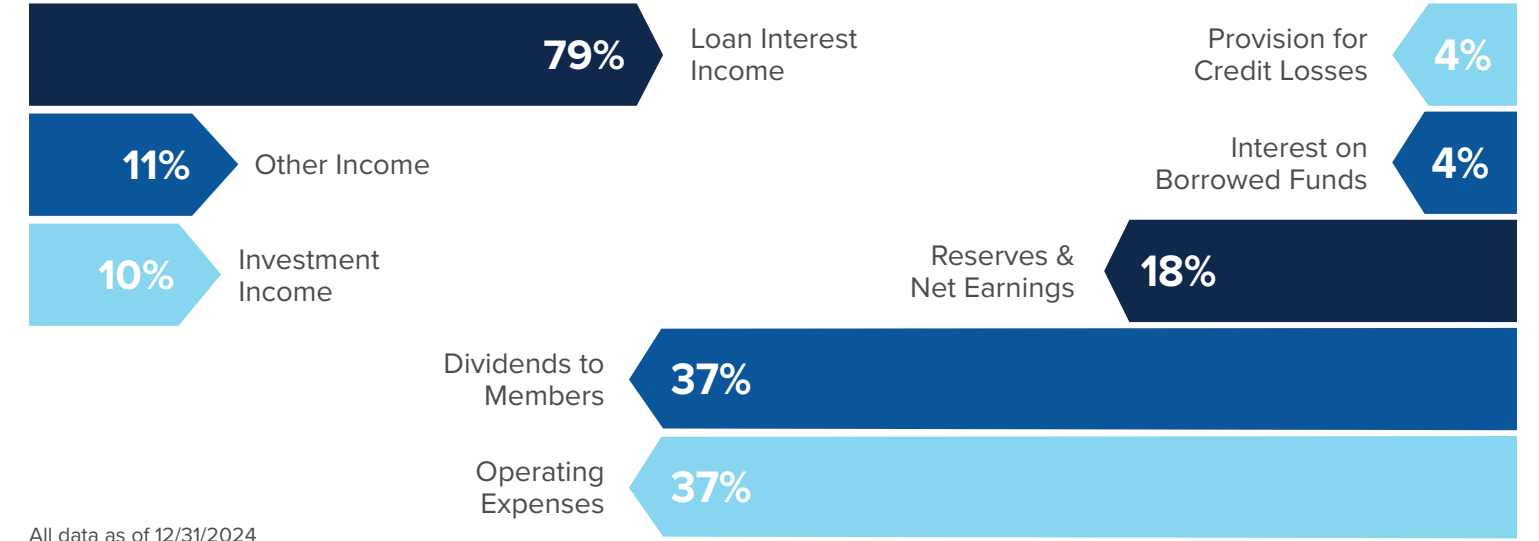 79%
Loan Interest
Income
11%
Other Income
10%
Investment
Income
Provision for
Credit Losses
4%
Interest on
Borrowed Funds
4%
Reserves &
Net Earnings
18%
Dividends to
Members
37%
Operating
Expenses
37%
All data as of 12/31/2024